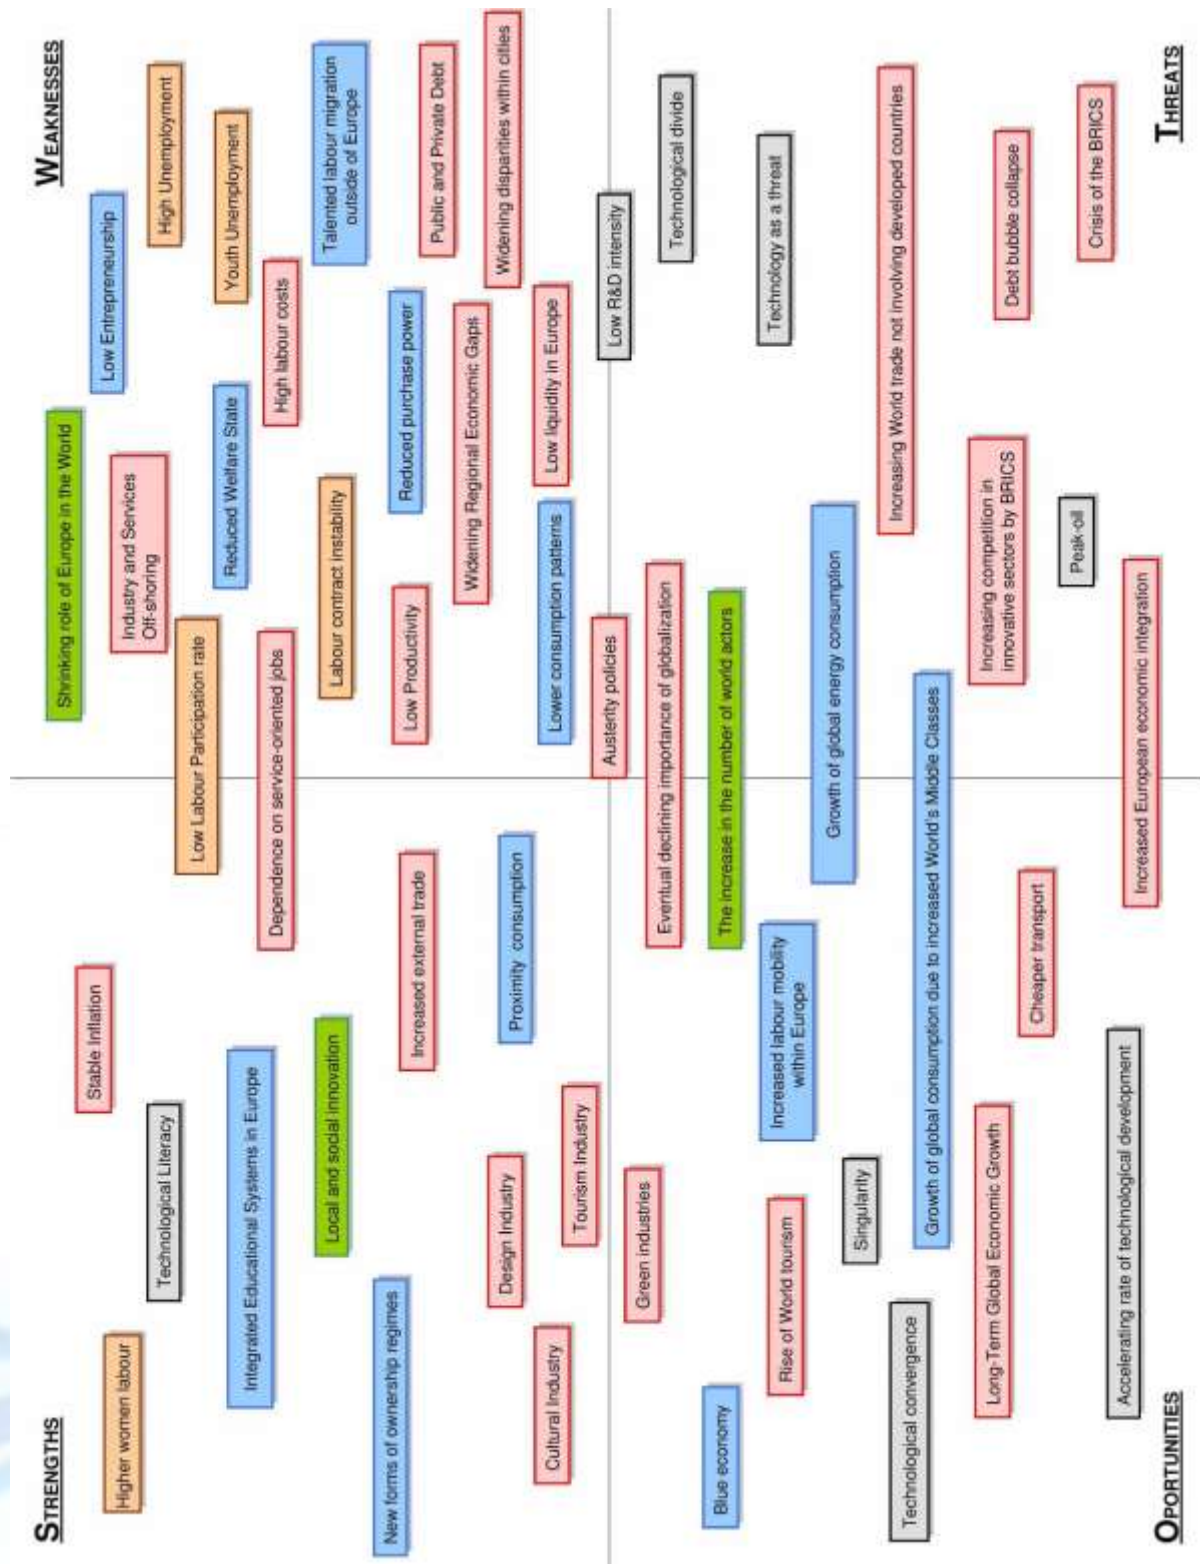 STRENGTHS
Higher women labour
Stable Inflation
Technological Literacy
Integrated Educational Systems in Europe
Local and social innovation
New forms of ownership regimes
Increased external trade
Design Industry
Proximity consumption
Cultural Industry
Tourism Industry
WEAKNESSES
Shrinking role of Europe in the World
Low Entrepreneurship
Industry and Services
Off-shoring
High Unemployment
Low Labour Participation rate
Reduced Welfare State
Youth Unemployment
Dependence on service-oriented jobs
High labour costs
Labour contract instability
Talented labour migration
outside of Europe
Low Productivity
Reduced purchase power
Public and Private Debt
Widening Regional Economic Gaps
Widening disparities within cities
Lower consumption patterns
Low liquidity in Europe
Austerity policies
Low R&D intensity
OPORTUNITIES
Green industries
Blue economy
Rise of World tourism
Increased labour mobility
within Europe
Singularity
Technological convergence
Growth of global consumption due to increased World's Middle Classes
Long-Term Global Economic Growth
Cheaper transport
Accelerating rate of technological development
THREATS
Eventual declining importance of globalization
Technological divide
The increase in the number of world actors
Technology as a threat
Growth of global energy consumption
Increasing World trade not involving developed countries
Increasing competition in
innovative sectors by BRICS
Debt bubble collapse
Peak-oil
Crisis of the BRICS
Increased European economic integration